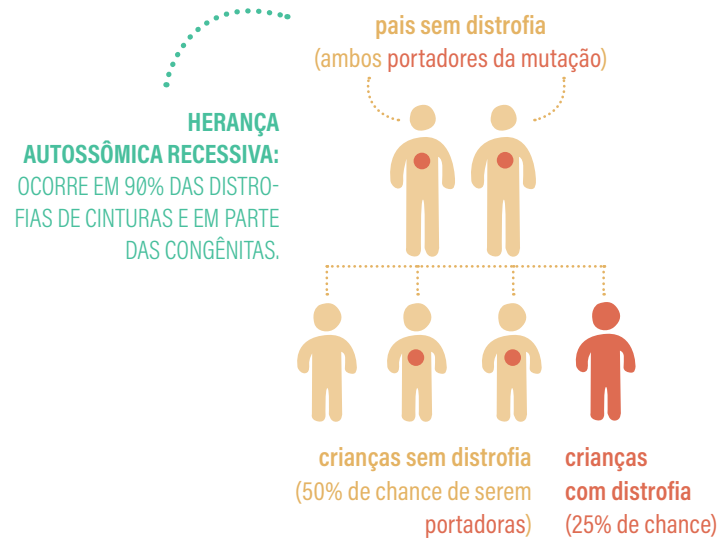 pais sem distrofia
(ambos portadores da mutação)
HERANÇA
AUTOSSÔMICA RECESSIVA:
OCORRE EM 90% DAS DISTRO-
FIAS DE CINTURAS E EM PARTE
DAS CONGÊNITAS.
crianças sem distrofia
(50% de chance de serem
portadoras)
crianças
com distrofia
(25% de chance)